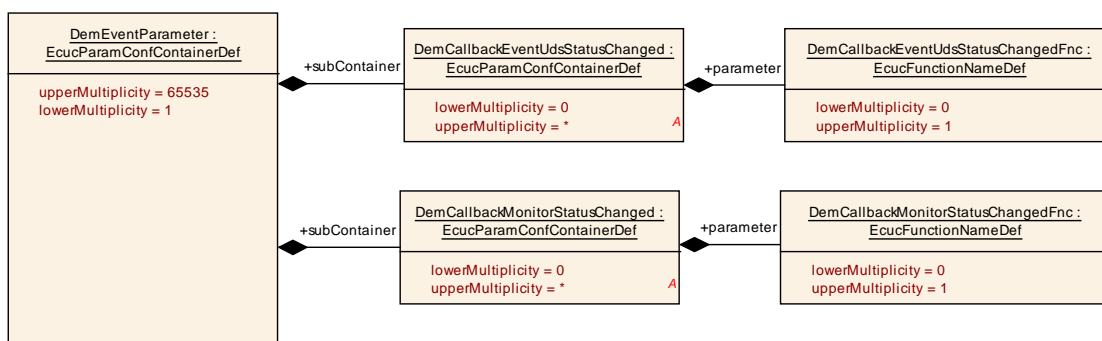 DemEventParameter :
EcucParamConfContainerDef
upperMultiplicity = 65535
lowerMultiplicity = 1
+subContainer
DemCallbackEventUdsStatusChanged :
EcucParamConfContainerDef
lowerMultiplicity = 0
upperMultiplicity = *
A
+parameter
DemCallbackEventUdsStatusChangedFnc :
EcucFunctionNameDef
lowerMultiplicity = 0
upperMultiplicity = 1
+subContainer
DemCallbackMonitorStatusChanged :
EcucParamConfContainerDef
lowerMultiplicity = 0
upperMultiplicity = *
A
+parameter
DemCallbackMonitorStatusChangedFnc :
EcucFunctionNameDef
lowerMultiplicity = 0
upperMultiplicity = 1